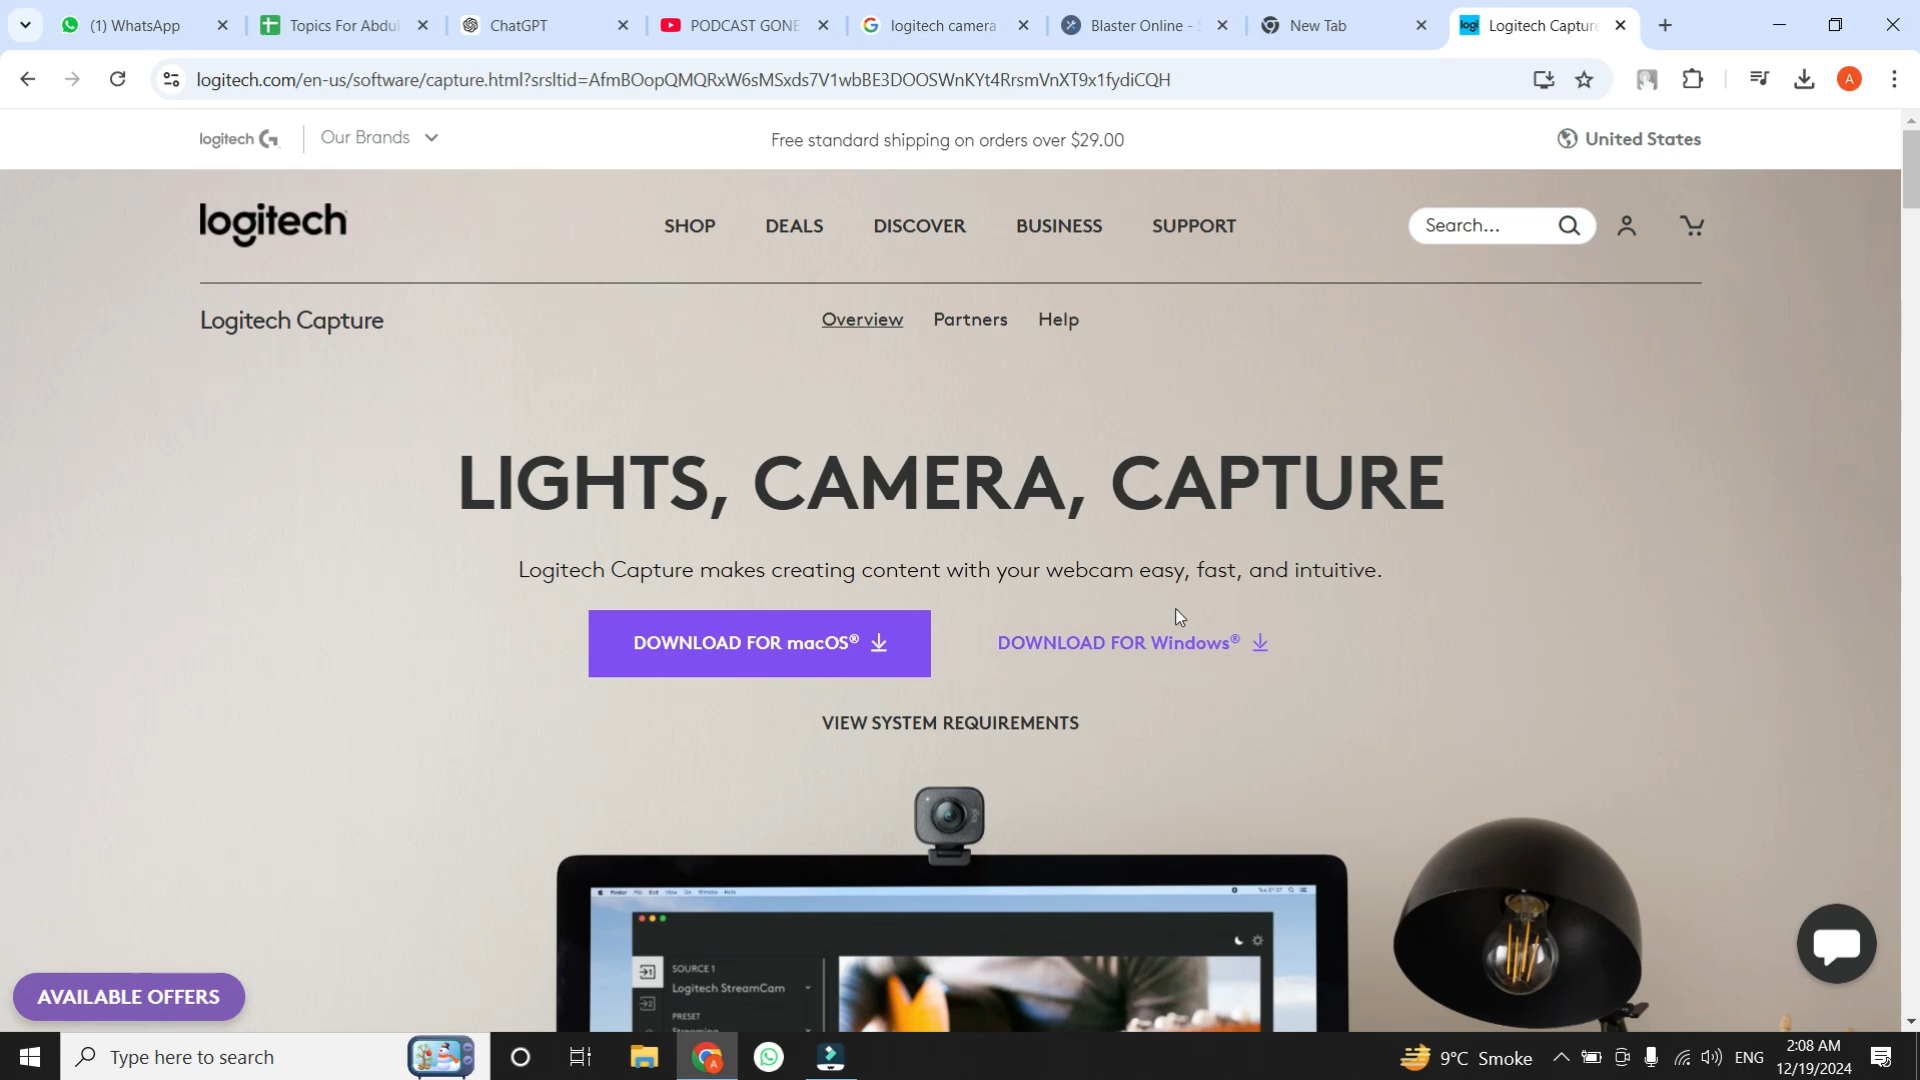 (1) WhatsApp
Topics For Abdul
ChatGPT
PODCAST GONE
logitech camera
Blaster Online -
New Tab
Logitech Capture
logitech.com/en-us/software/capture.html?srsltid=AfmBOopQMQRxW6sMSxds7V1wbBE3DOOSWnKYt4RrsmVnXT9x1fydiCQH
A
logitech G
Our Brands
Free standard shipping on orders over $29.00
United States
logitech
SHOP
DEALS
DISCOVER
BUSINESS
SUPPORT
Search...
Logitech Capture
Overview
Partners
Help
LIGHTS, CAMERA, CAPTURE
Logitech Capture makes creating content with your webcam easy, fast, and intuitive.
DOWNLOAD FOR macOS®
DOWNLOAD FOR Windows®
VIEW SYSTEM REQUIREMENTS
SOURCE 1
Logitech StreamCam
PRESET
Streaming
AVAILABLE OFFERS
Type here to search
9°C Smoke
ENG
2:08 AM
12/19/2024